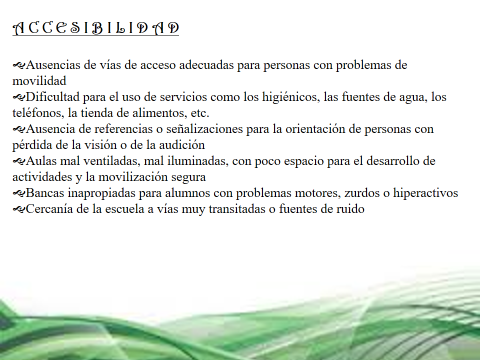 ACCESIBILIDAD
Ausencias de vías de acceso adecuadas para personas con problemas de
movilidad
Dificultad para el uso de servicios como los higiénicos, las fuentes de agua, los
teléfonos, la tienda de alimentos, etc.
Ausencia de referencias o señalizaciones para la orientación de personas con
pérdida de la visión o de la audición
Aulas mal ventiladas, mal iluminadas, con poco espacio para el desarrollo de
actividades y la movilización segura
Bancas inapropiadas para alumnos con problemas motores, zurdos o hiperactivos
Cercanía de la escuela a vías muy transitadas o fuentes de ruido